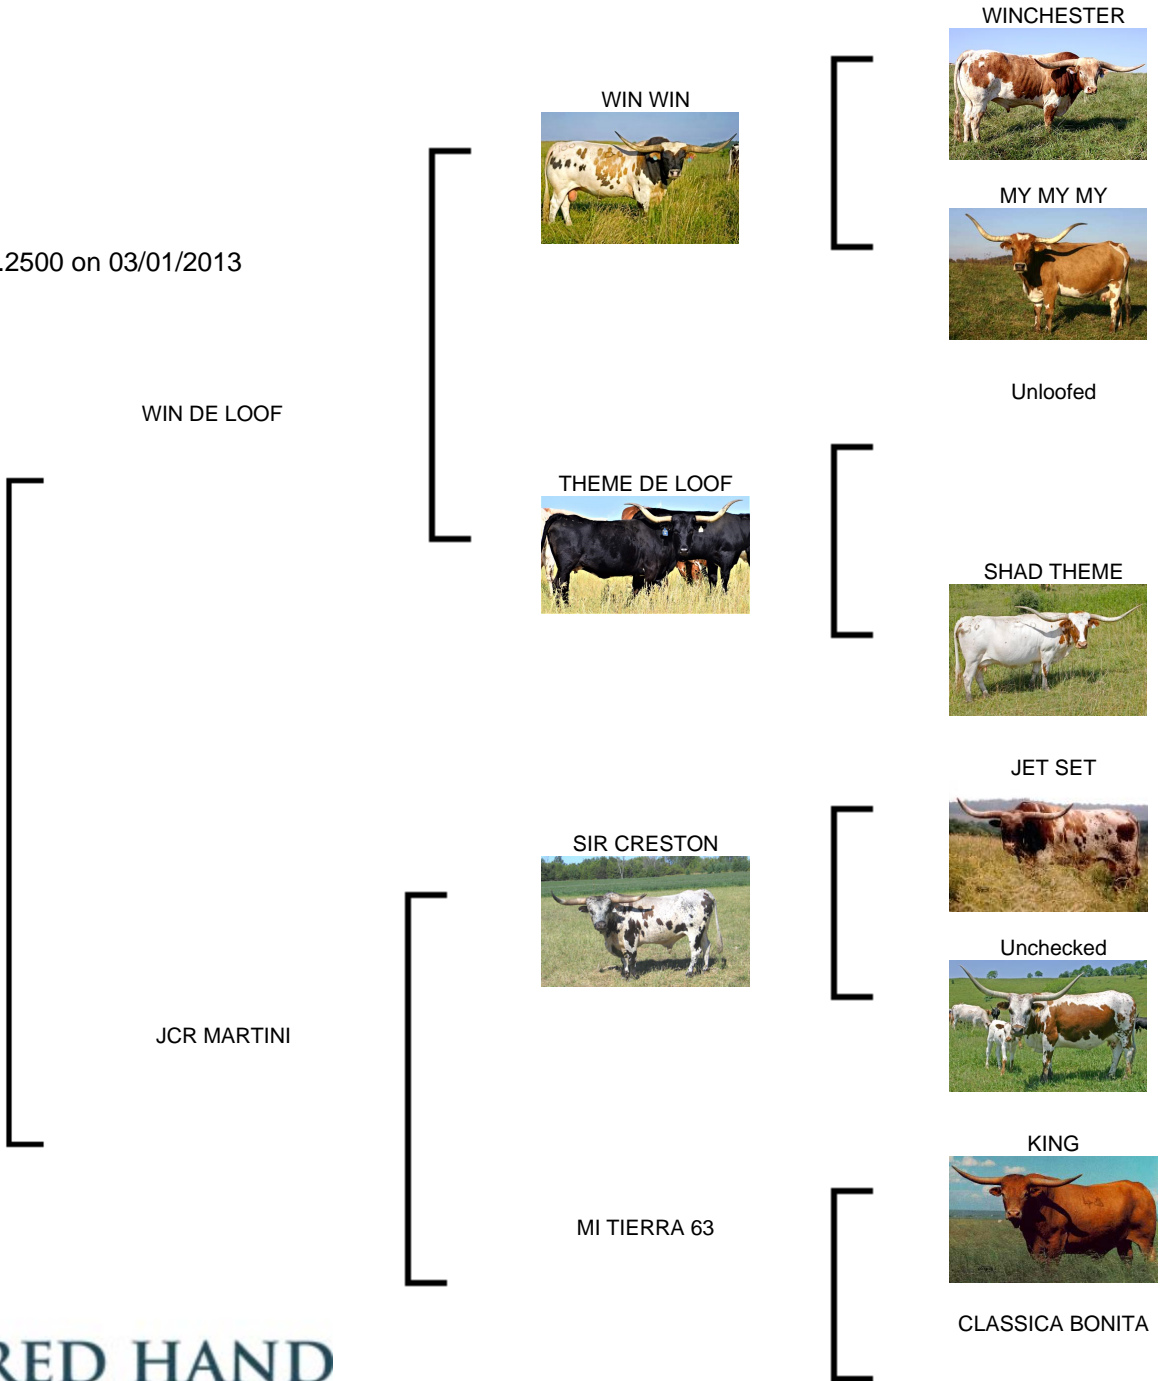 WINCHESTER
WIN WIN
MY MY MY
.2500 on 03/01/2013
Unloofed
WIN DE LOOF
THEME DE LOOF
SHAD THEME
JET SET
SIR CRESTON
Unchecked
JCR MARTINI
KING
MI TIERRA 63
CLASSICA BONITA
RED HAND